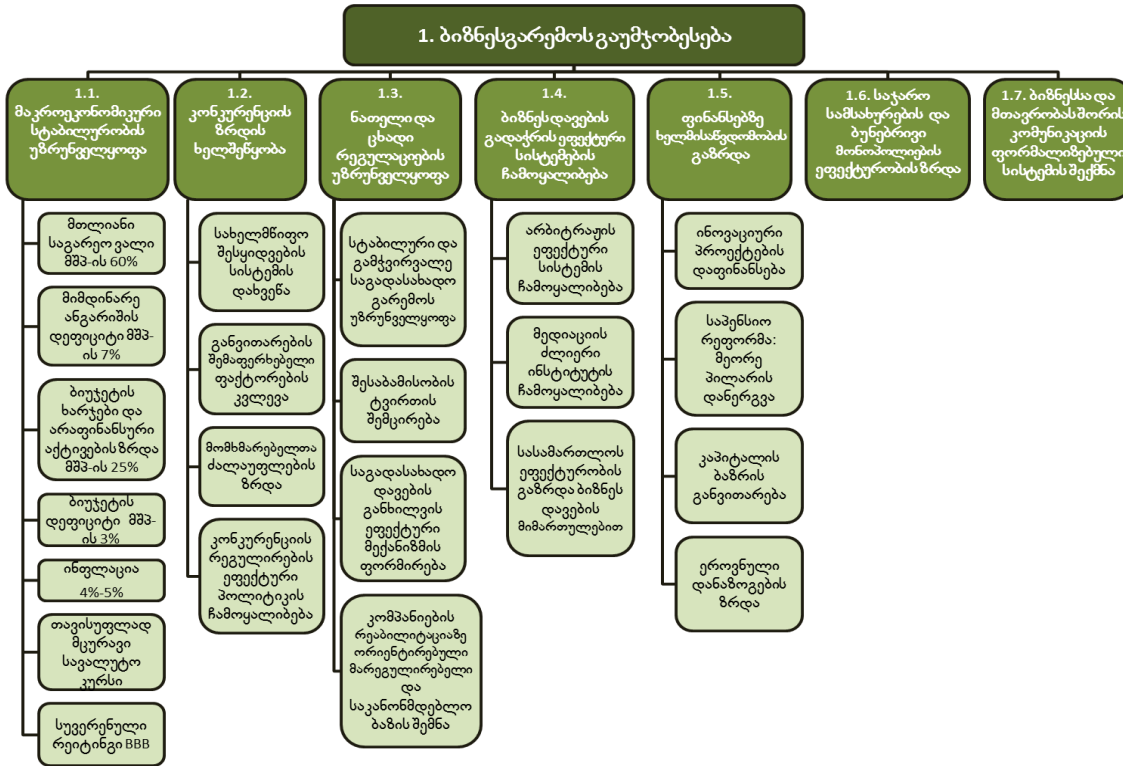 1. ბიზნესგარემოს გაუმჯობესება
1.1.
მაკროეკონომიკური
სტაბილურობის
უზრუნველყოფა
მთლიანი
საგარეო ვალი
მშპ-ის 60%
მიმდინარე
ანგარიშის
დეფიციტი მშპ-
ის 7%
ბიუჯეტის
ხარჯები და
არაფინანსური
აქტივების ზრდა
მშპ-ის 25%
ბიუჯეტის
დეფიციტი მშპ-
ის 3%
ინფლაცია
4%-5%
თავისუფლად
მცურავი
სავალუტო
კურსი
სუვერენული
რეიტინგი BBB
1.2.
კონკურენციის
ზრდის
ხელშეწყობა
სახელმწიფო
შესყიდვების
სისტემის
დახვეწა
განვითარების
შემაფერხებელი
ფაქტორების
კვლევა
მომხმარებელთა
ძალაუფლების
ზრდა
კონკურენციის
რეგულირების
ეფექტური
პოლიტიკის
ჩამოყალიბება
1.3.
ნათელი და
ცხადი
რეგულაციების
უზრუნველყოფა
სტაბილური და
გამჭვირვალე
საგადასახადო
გარემოს
უზრუნველყოფა
შესაბამისობის
ტვირთის
შემცირება
საგადასახადო
დავების
განხილვის
ეფექტური
მექანიზმის
ფორმირება
კომპანიების
რეაბილიტაციაზე
ორიენტირებული
მარეგულირებელი
და
საკანონმდებლო
ბაზის შემნა
1.4.
ბიზნეს დავების
გადაჭრის ეფექტური
სისტემების
ჩამოყალიბება
არბიტრაჟის
ეფექტური
სისტემის
ჩამოყალიბება
მედიაციის
ძლიერი
ინსტიტუტის
ჩამოყალიბება
სასამართლოს
ეფექტურობის
გაზრდა ბიზნეს
დავების
მიმართულებით
1.5.
ფინანსებზე
ხელმისაწვდომობის
გაზრდა
ინოვაციური
პროექტების
დაფინანსება
საპენსიო
რეფორმა:
მეორე
პილარის
დანერგვა
კაპიტალის
ბაზრის
განვითარება
ეროვნული
დანაზოგების
ზრდა
1.6. საჯარო
სამსახურების და
ბუნებრივი
მონოპოლიების
ეფექტურობის ზრდა
1.7. ბიზნესსა და
მთავრობას შორის
კომუნიკაციის
ფორმალიზებული
სისტემის შექმნა